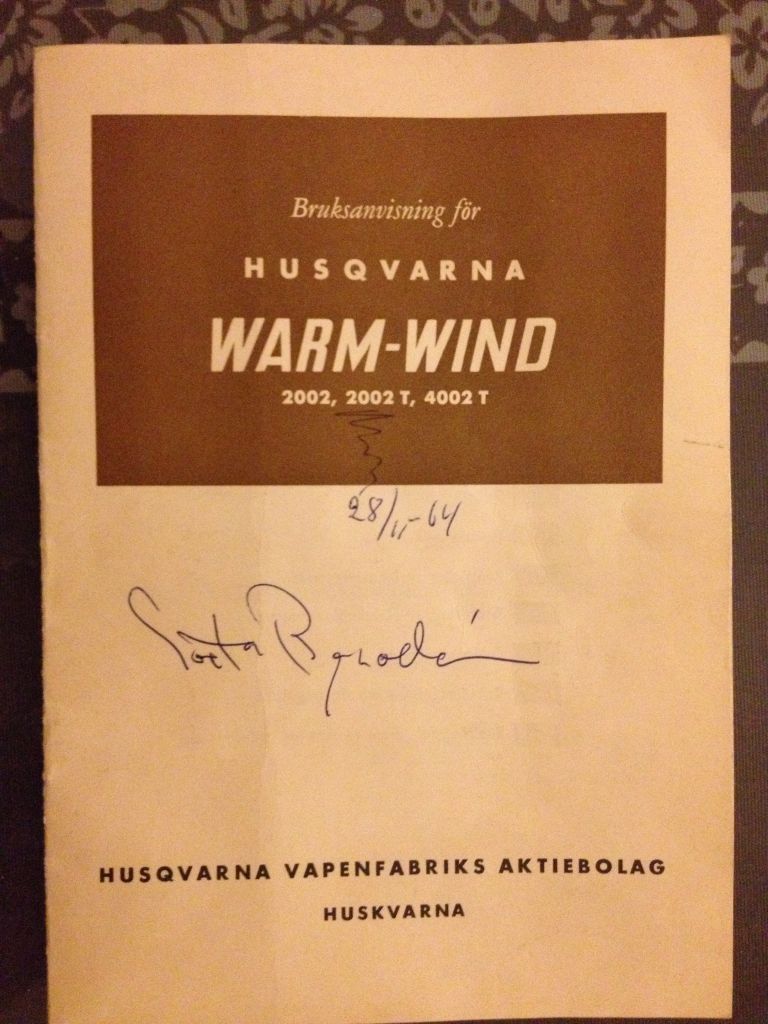 Bruksanvisning för
HUSQVARNA
WARM-WIND
2002, 2002 T, 4002 T
28/11-64
HUSQVARNA VAPENFABRIKS AKTIEBOLAG
HUSKVARNA